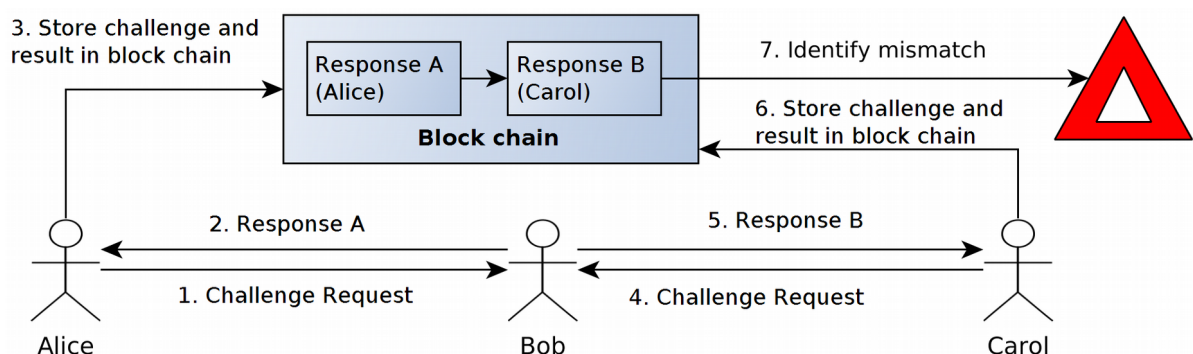 3. Store challenge and
result in block chain
Response A
(Alice)
Response B
(Carol)
Block chain
7. Identify mismatch
6. Store challenge and
result in block chain
2. Response A
5. Response B
1. Challenge Request
4. Challenge Request
Alice
Bob
Carol